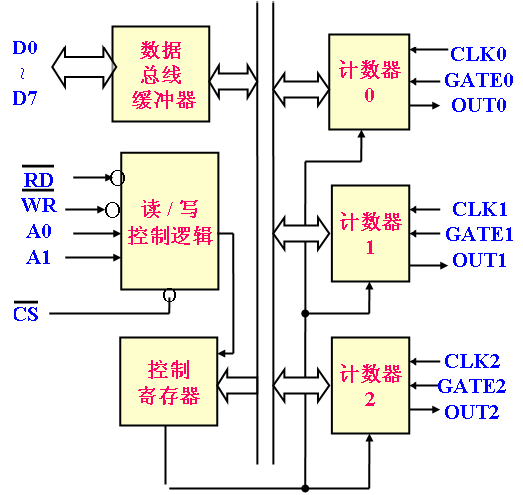 D0
~
D7
数据
总线
缓冲器
RD
WR
A0
A1
CS
读 / 写
控制逻辑
控制
寄存器
计数器
0
CLK0
GATE0
OUT0
计数器
1
CLK1
GATE1
OUT1
计数器
2
CLK2
GATE2
OUT2